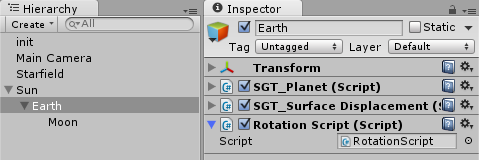 Hierarchy
Create
All
init
Main Camera
Starfield
Sun
Earth
Moon
Inspector
Earth
Static
Tag Untagged Layer Default
Transform
SGT_Planet (Script)
SGT_Surface Displacement (S
Rotation Script (Script)
Script RotationScript